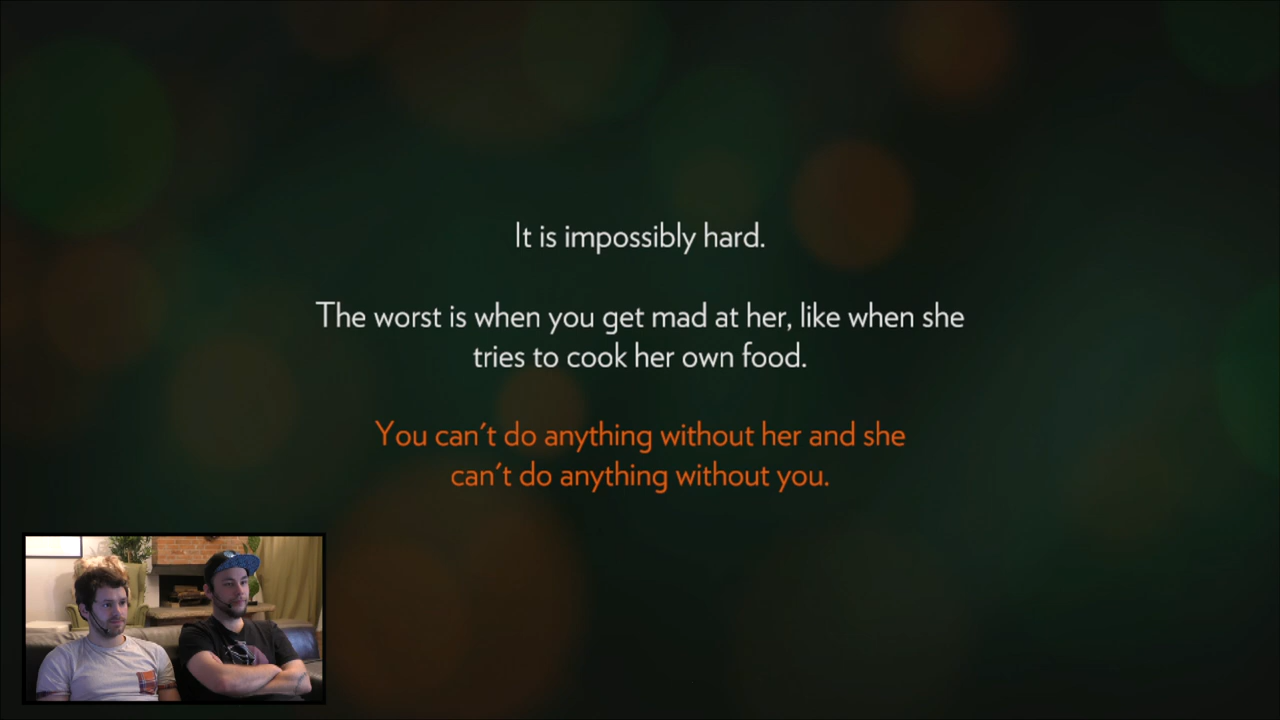 It is impossibly hard.
The worst is when you get mad at her, like when she
tries to cook her own food.
You can't do anything without her and she
can't do anything without you.